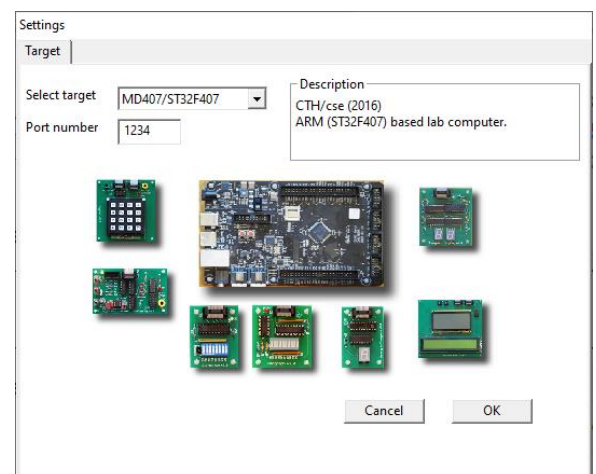 Settings
Target
Select target
MD407/ST32F407
Port number
1234
Description
CTH/cse (2016)
ARM (ST32F407) based lab computer.
Cancel
OK